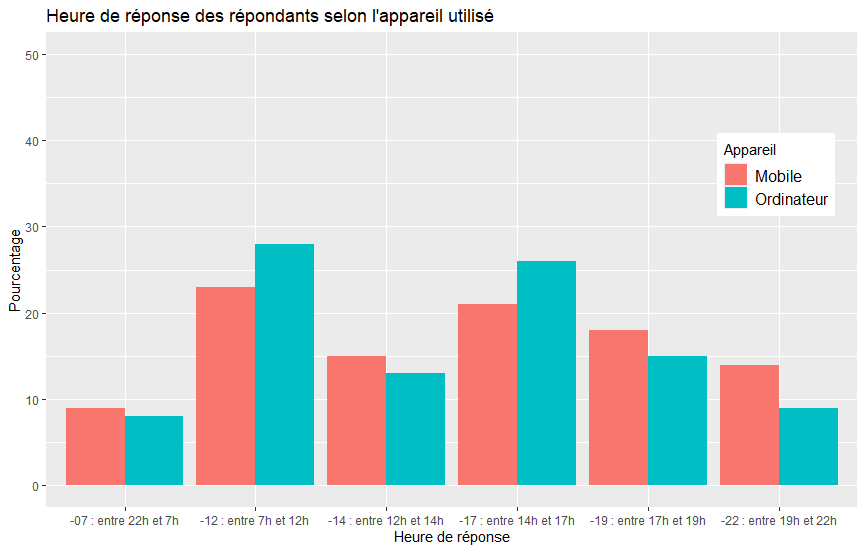 Heure de réponse des répondants selon l'appareil utilisé
50
40
30
20
10
0
Pourcentage
Appareil
Mobile
Ordinateur
-07 : entre 22h et 7h
-12 : entre 7h et 12h
-14 : entre 12h et 14h
-17 : entre 14h et 17h
-19 : entre 17h et 19h
-22 : entre 19h et 22h
Heure de réponse